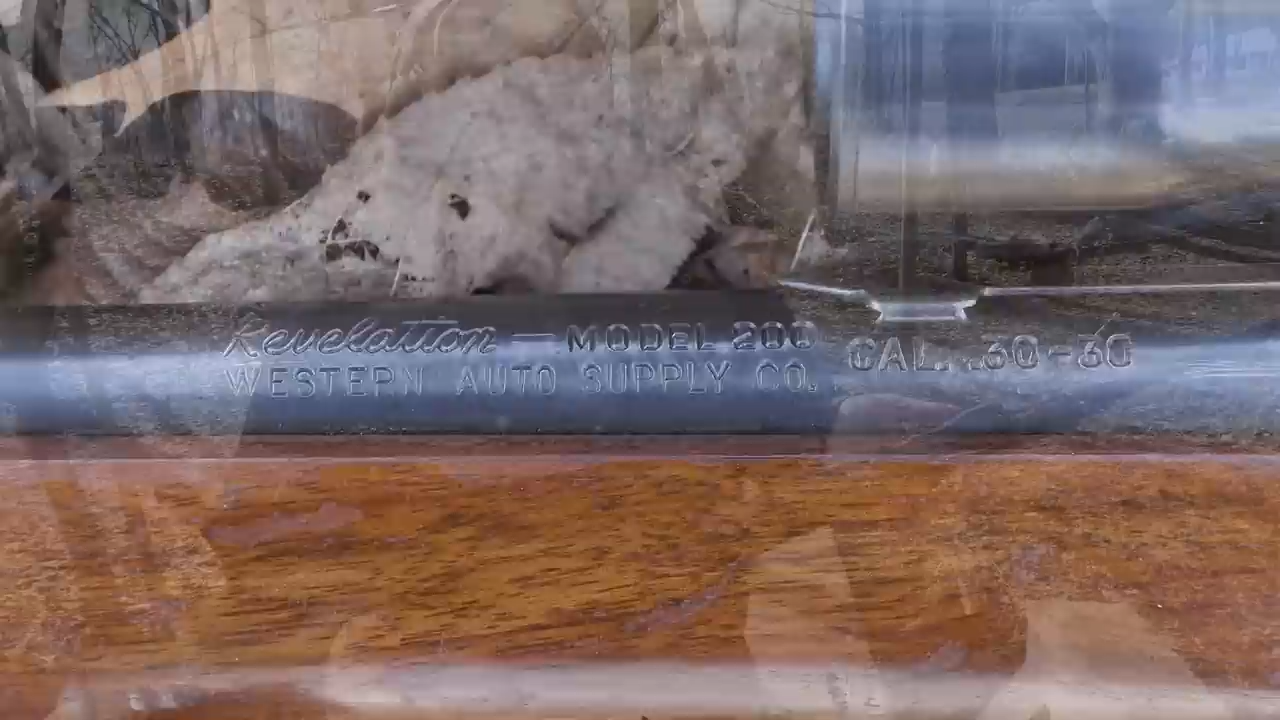 Revelation — MODEL 200 CAL. .30-30
WESTERN AUTO SUPPLY CO.